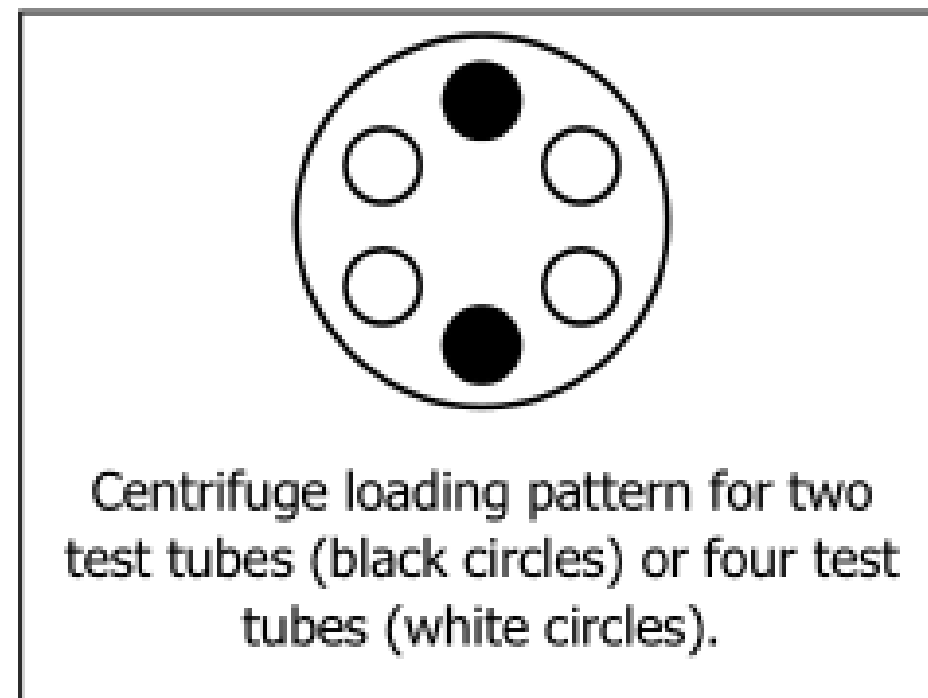 Centrifuge loading pattern for two
test tubes (black circles) or four test
tubes (white circles).